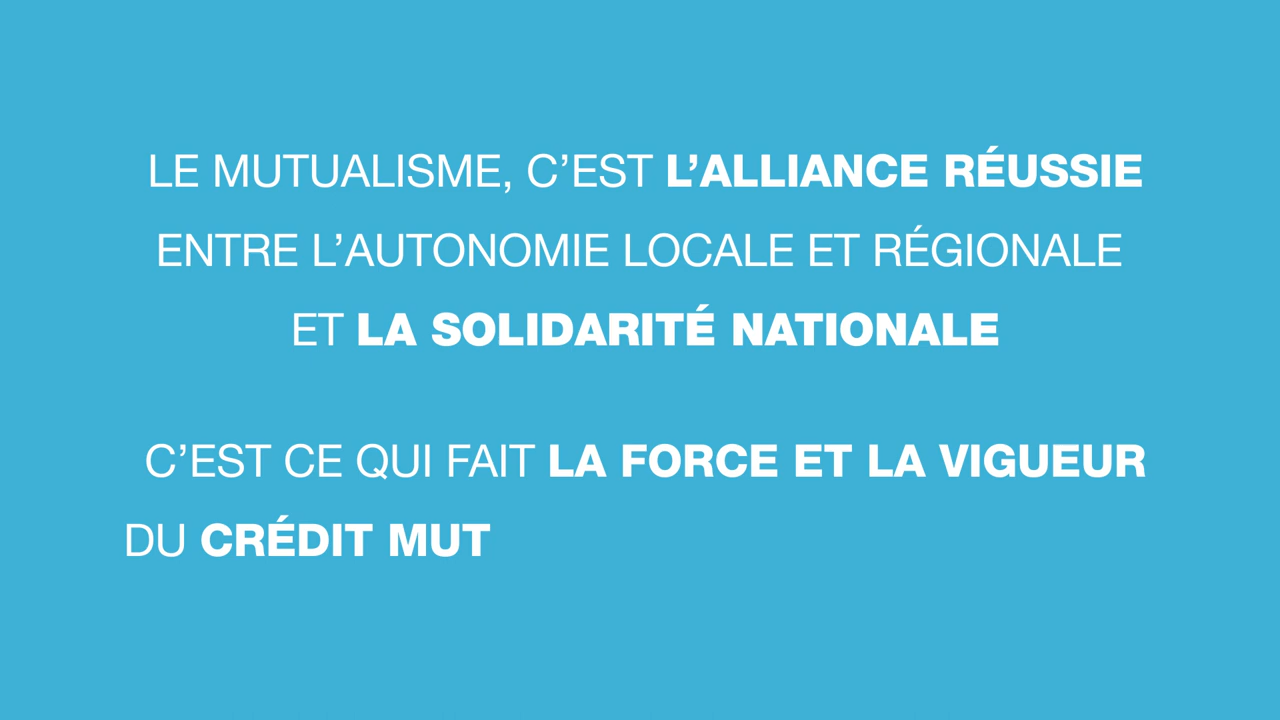 LE MUTUALISME, C’EST L’ALLIANCE RÉUSSIE
ENTRE L’AUTONOMIE LOCALE ET RÉGIONALE
ET LA SOLIDARITÉ NATIONALE
C’EST CE QUI FAIT LA FORCE ET LA VIGUEUR
DU CRÉDIT MUT